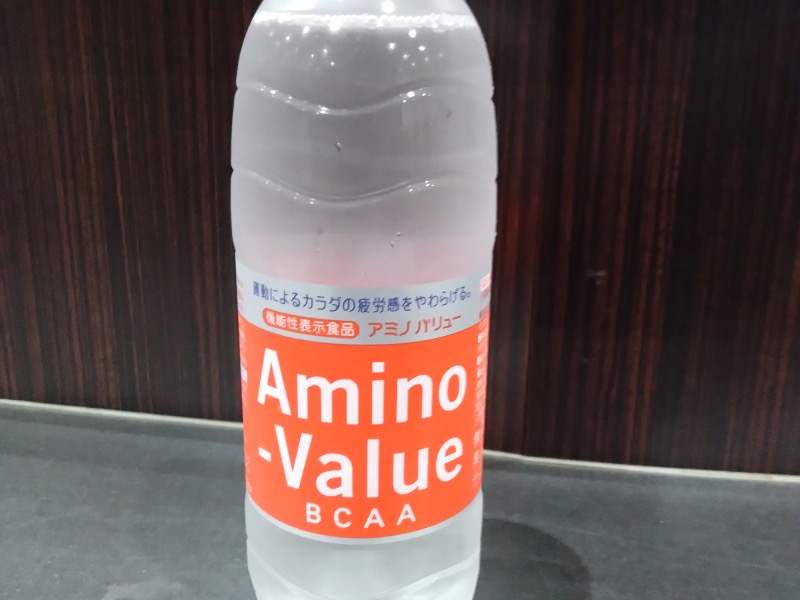 運動によるカラダの疲労感をやわらげる。
機能性表示食品 アミノバリュー
Amino
-Value
BCAA